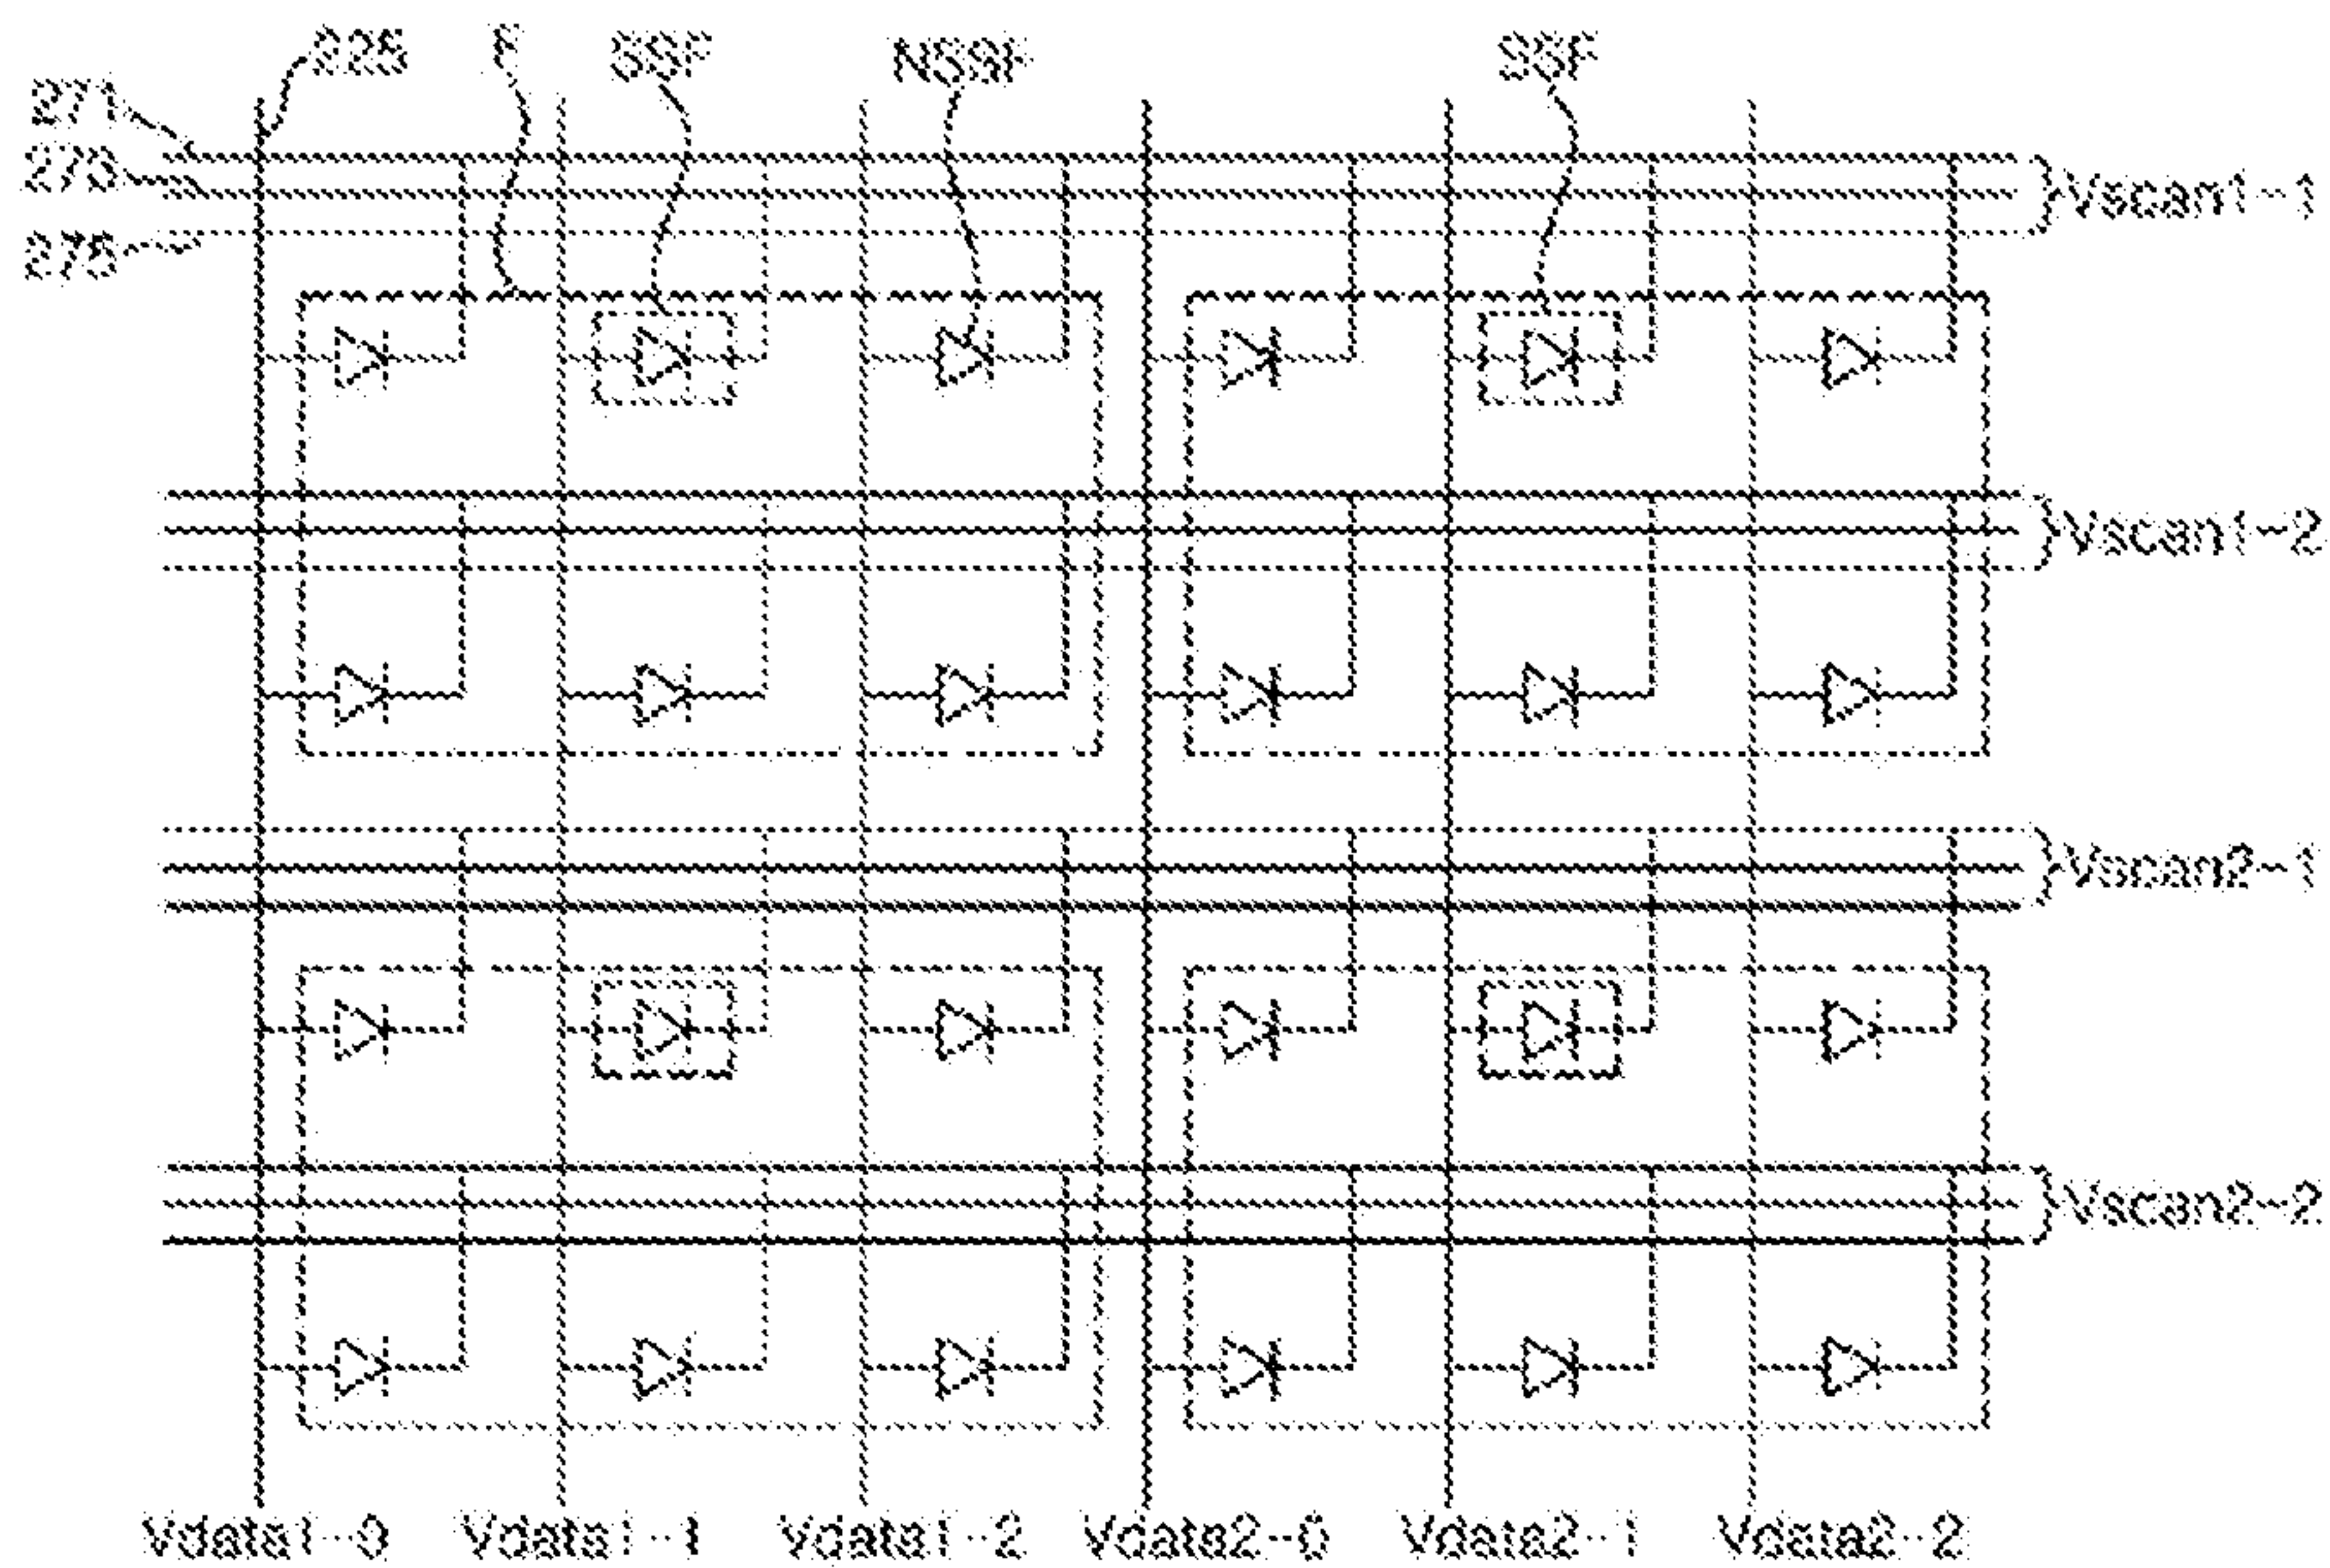 225 F SSF NSSF SSF
271
273
275
Vscan1-1
Vscan1-2
Vscan2-1
Vscan2-2
Vdata1-0 Vdata1-1 Vdata1-2 Vdata2-0 Vdata2-1 Vdata2-2